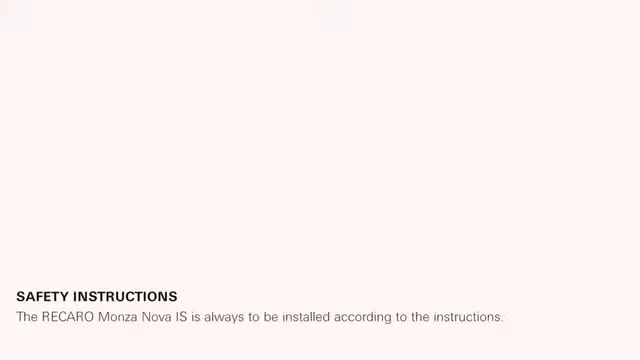 SAFETY INSTRUCTIONS
The RECARO Monza Nova IS is always to be installed according to the instructions.